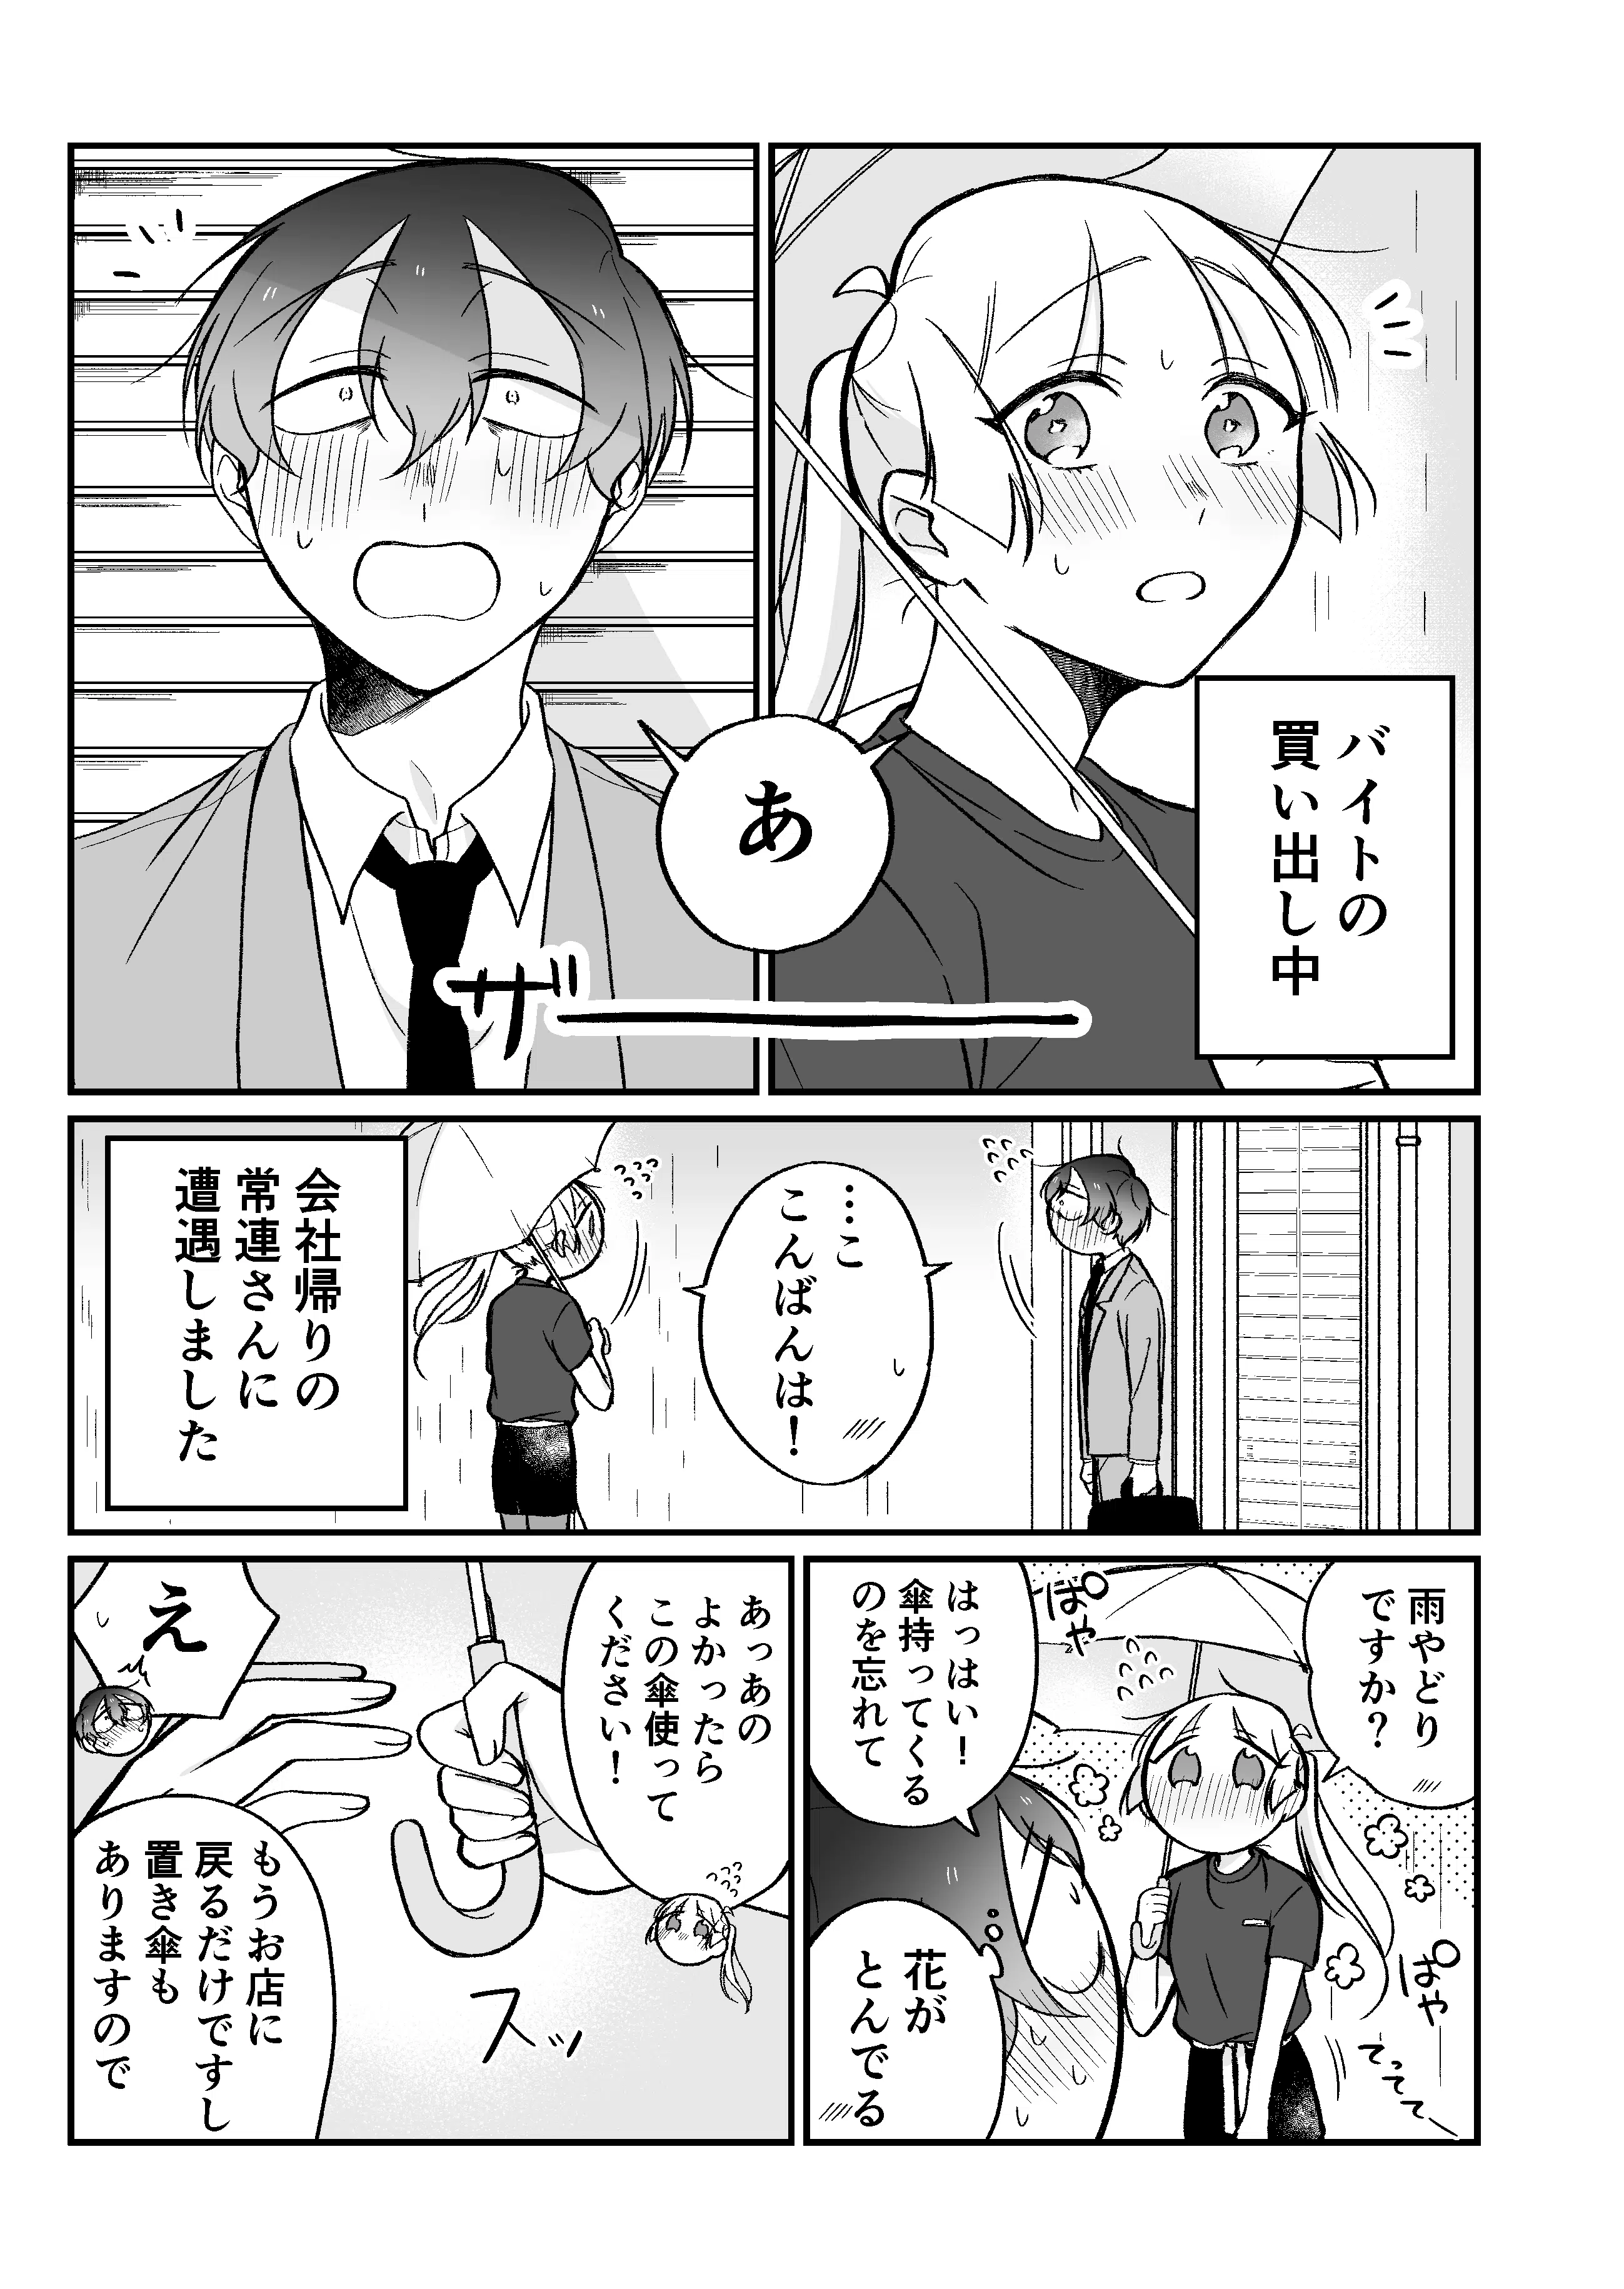 バイトの
買い出し中
あ
ザー
…こ
こんばんは！
会社帰りの
常連さんに
遭遇しました
雨やどり
ですか？
ぱや
はっはい！
傘持ってくる
のを忘れて
ぱや
てってて
花が
とんでる
あっあの
よかったら
この傘使って
ください！
スッ
え
もうお店に
戻るだけですし
置き傘も
ありますので